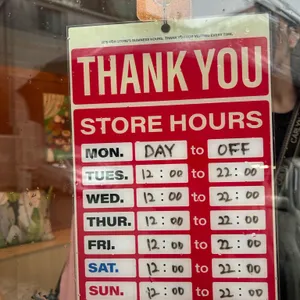 THANK YOU
STORE HOURS
MON. DAY to OFF
TUES. 12:00 to 22:00
WED. 12:00 to 22:00
THUR. 12:00 to 22:00
FRI. 12:00 to 22:00
SAT. 12:00 to 22:00
SUN. 12:00 to 22:00